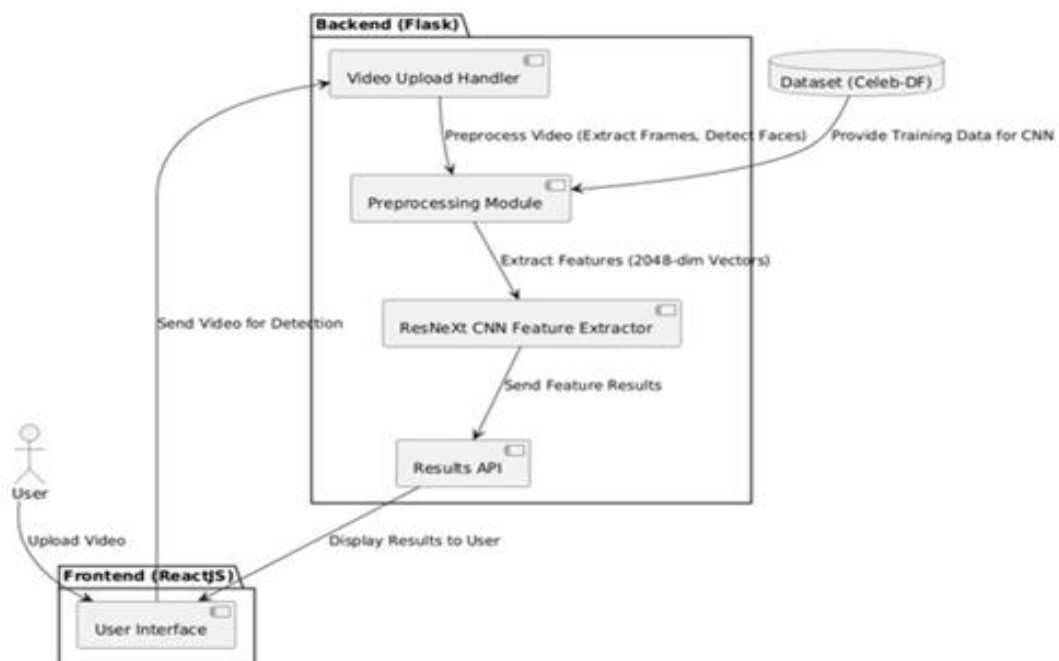 Backend (Flask)
Video Upload Handler
Dataset (Celeb-DF)
Preprocess Video (Extract Frames, Detect Faces)
Provide Training Data for CNN
Preprocessing Module
Extract Features (2048-dim Vectors)
ResNeXt CNN Feature Extractor
Send Video for Detection
Send Feature Results
Results API
User
Upload Video
Display Results to User
Frontend (ReactJS)
User Interface